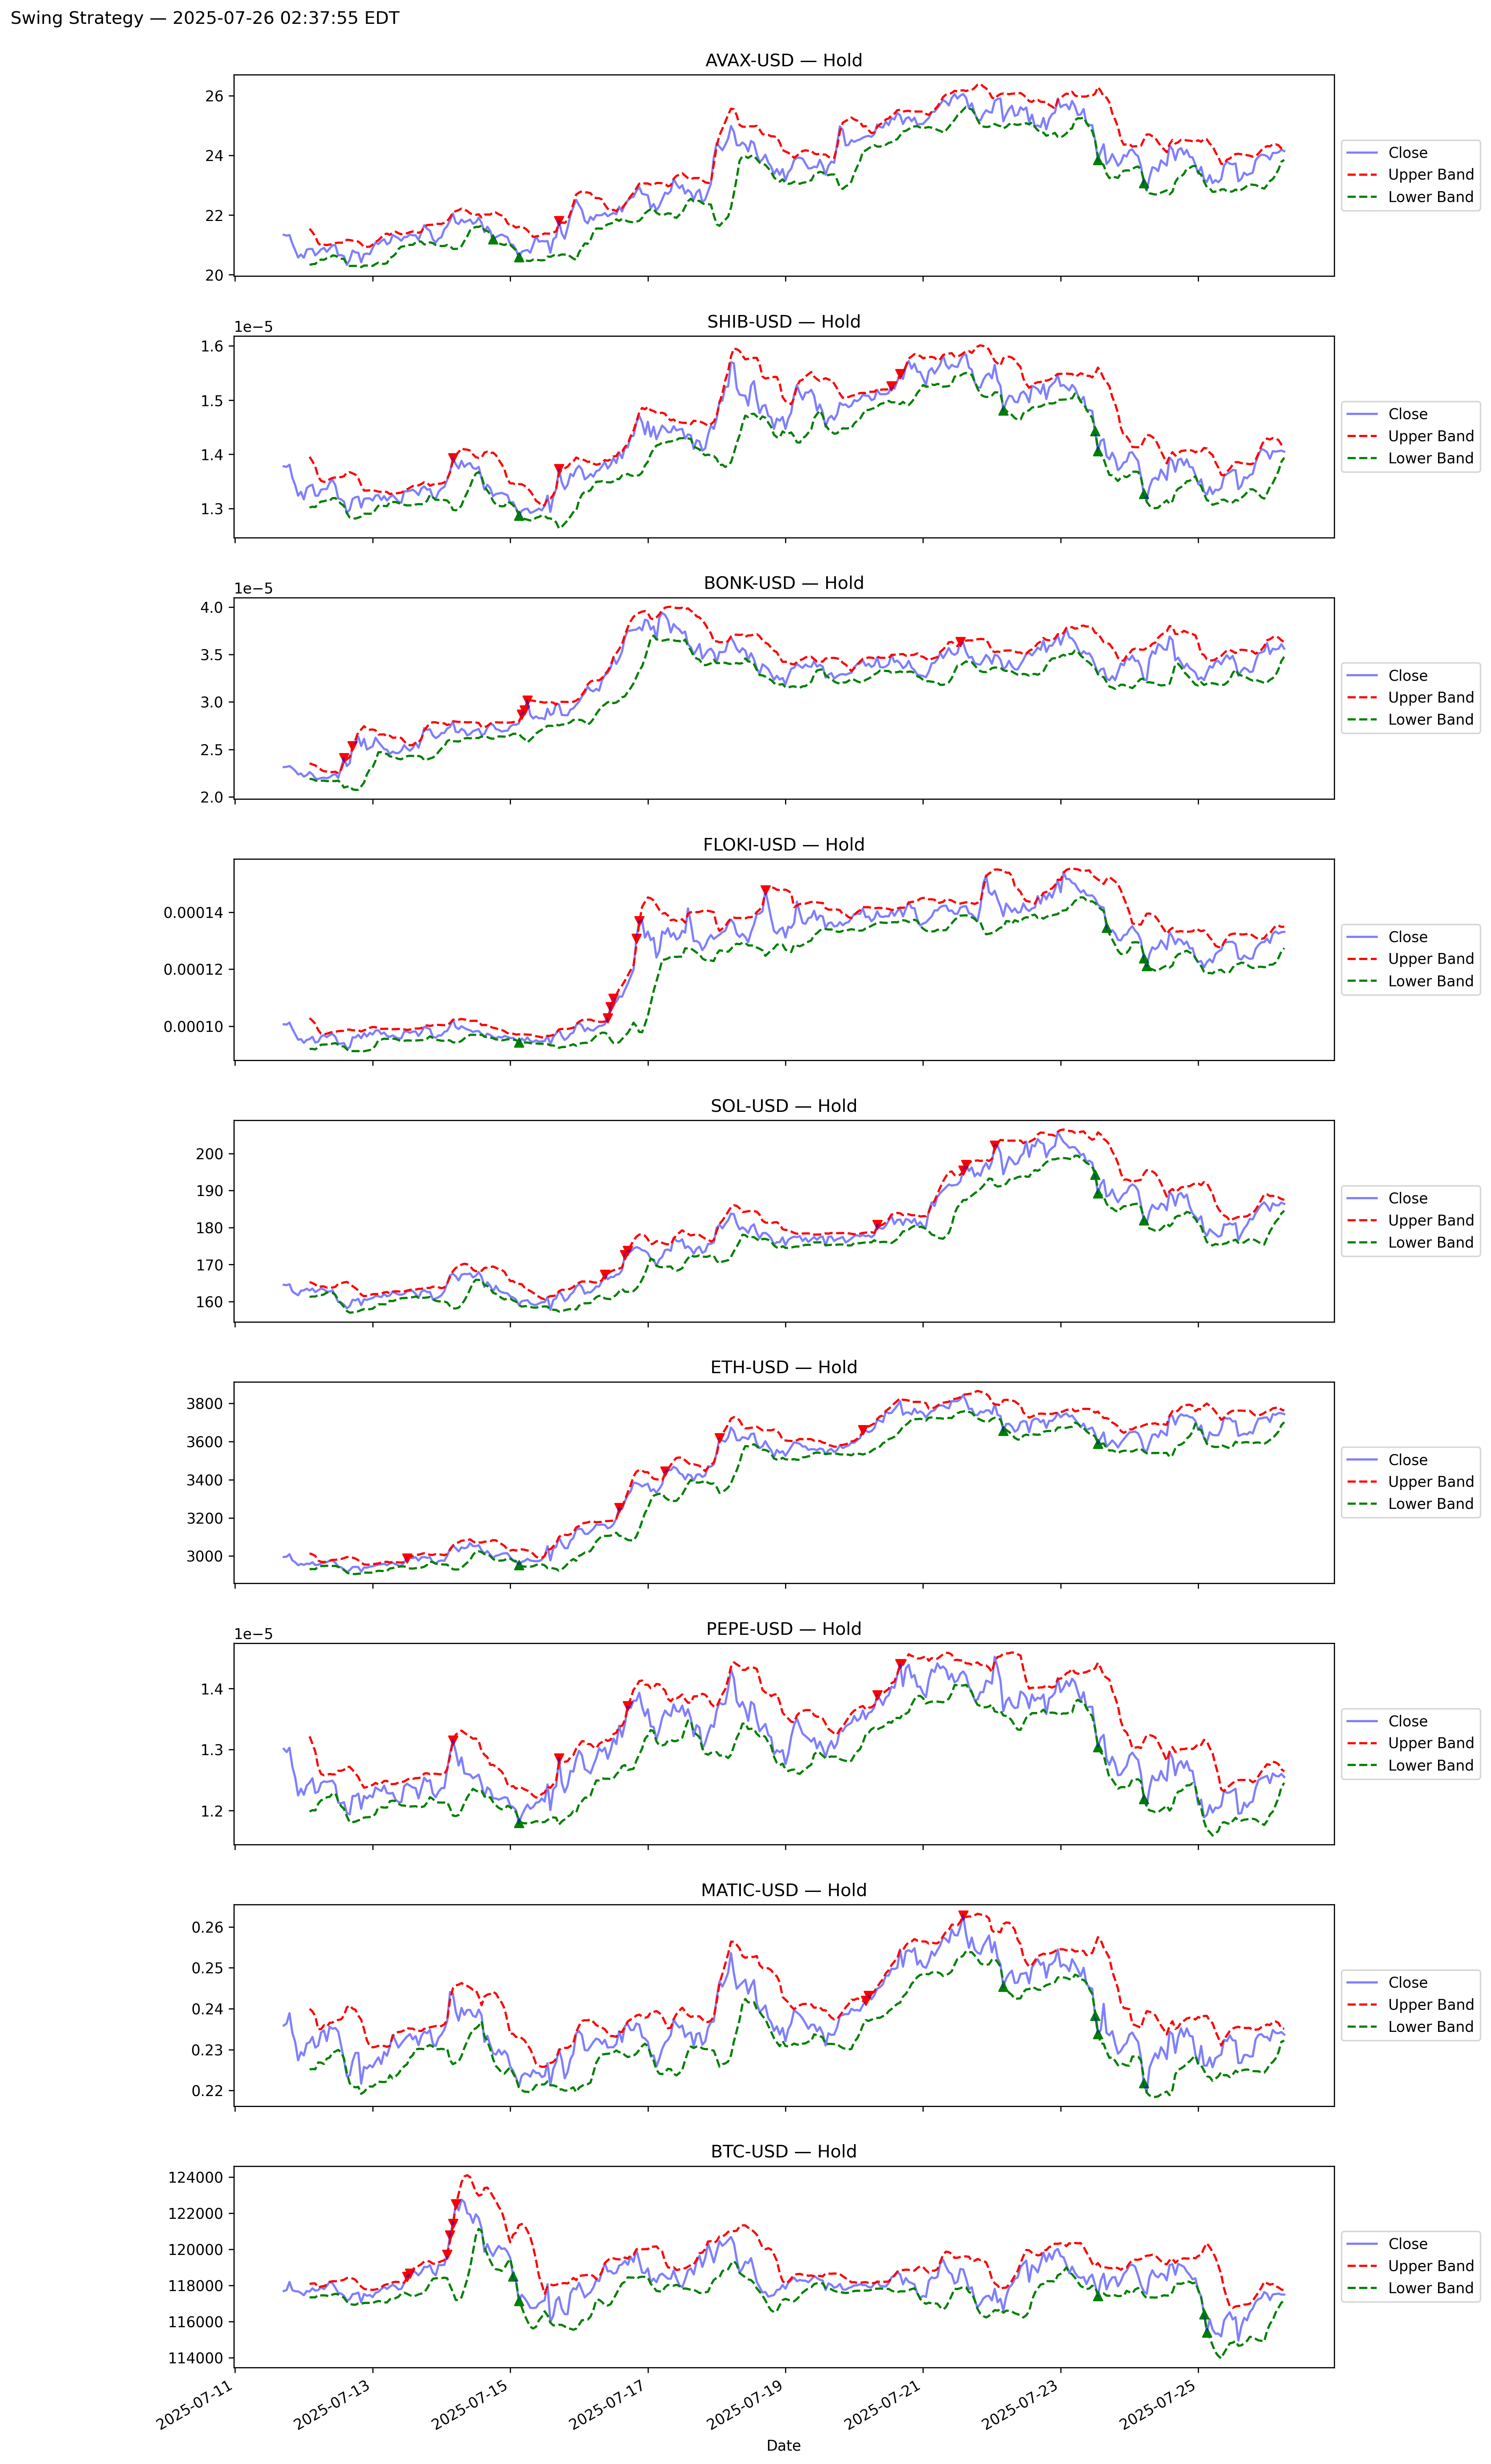 Swing Strategy — 2025-07-26 02:37:55 EDT
AVAX-USD — Hold
26
24
22
20
Close
Upper Band
Lower Band
SHIB-USD — Hold
1e−5
1.6
1.5
1.4
1.3
Close
Upper Band
Lower Band
BONK-USD — Hold
1e−5
4.0
3.5
3.0
2.5
2.0
Close
Upper Band
Lower Band
FLOKI-USD — Hold
0.00014
0.00012
0.00010
Close
Upper Band
Lower Band
SOL-USD — Hold
200
190
180
170
160
Close
Upper Band
Lower Band
ETH-USD — Hold
3800
3600
3400
3200
3000
Close
Upper Band
Lower Band
PEPE-USD — Hold
1e−5
1.4
1.3
1.2
Close
Upper Band
Lower Band
MATIC-USD — Hold
0.26
0.25
0.24
0.23
0.22
Close
Upper Band
Lower Band
BTC-USD — Hold
124000
122000
120000
118000
116000
114000
Close
Upper Band
Lower Band
2025-07-11
2025-07-13
2025-07-15
2025-07-17
2025-07-19
2025-07-21
2025-07-23
2025-07-25
Date